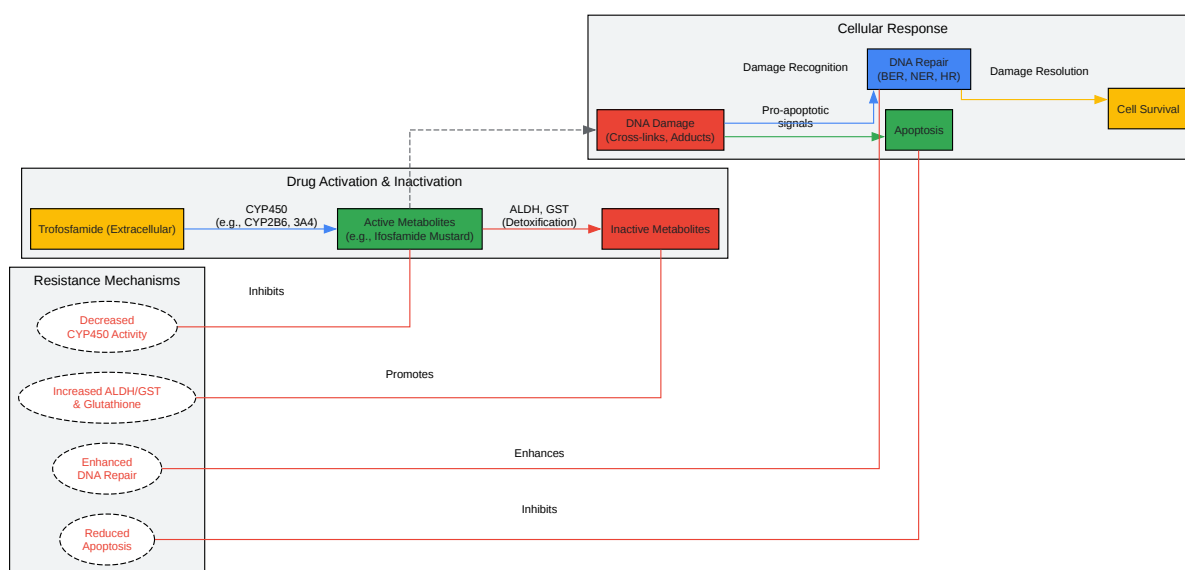 Cellular Response
Damage Recognition
DNA Repair
(BER, NER, HR)
Damage Resolution
DNA Damage
(Cross-links, Adducts)
Pro-apoptotic
signals
Apoptosis
Cell Survival
Drug Activation & Inactivation
Trofosfamide (Extracellular)
CYP450
(e.g., CYP2B6, 3A4)
Active Metabolites
(e.g., Ifosfamide Mustard)
ALDH, GST
(Detoxification)
Inactive Metabolites
Resistance Mechanisms
Inhibits
Decreased
CYP450 Activity
Promotes
Increased ALDH/GST
& Glutathione
Enhances
Enhanced
DNA Repair
Inhibits
Reduced
Apoptosis